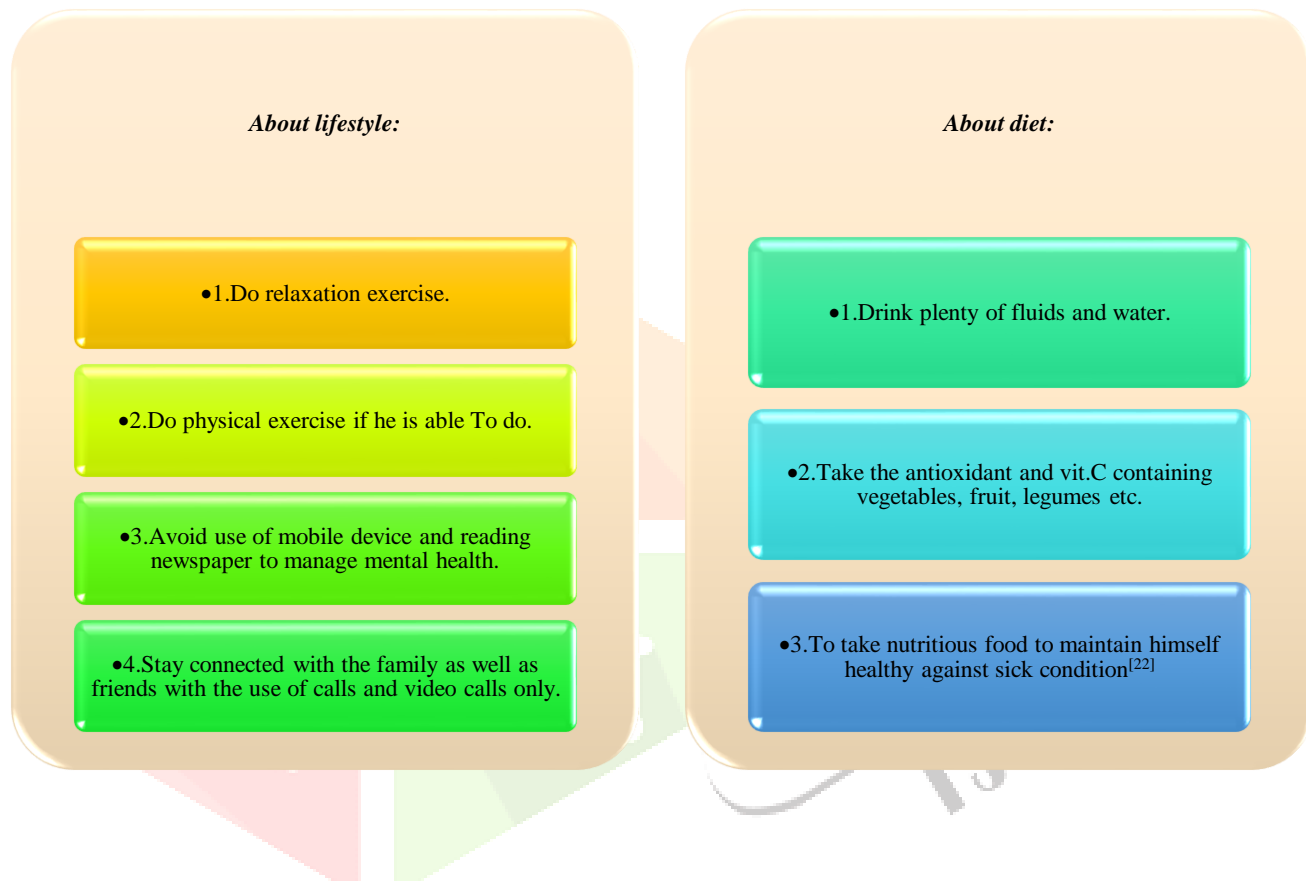 About lifestyle:
•1.Do relaxation exercise.
•2.Do physical exercise if he is able To do.
•3.Avoid use of mobile device and reading
newspaper to manage mental health.
•4.Stay connected with the family as well as
friends with the use of calls and video calls only.
About diet:
•1.Drink plenty of fluids and water.
•2.Take the antioxidant and vit.C containing
vegetables, fruit, legumes etc.
•3.To take nutritious food to maintain himself
healthy against sick condition[22]